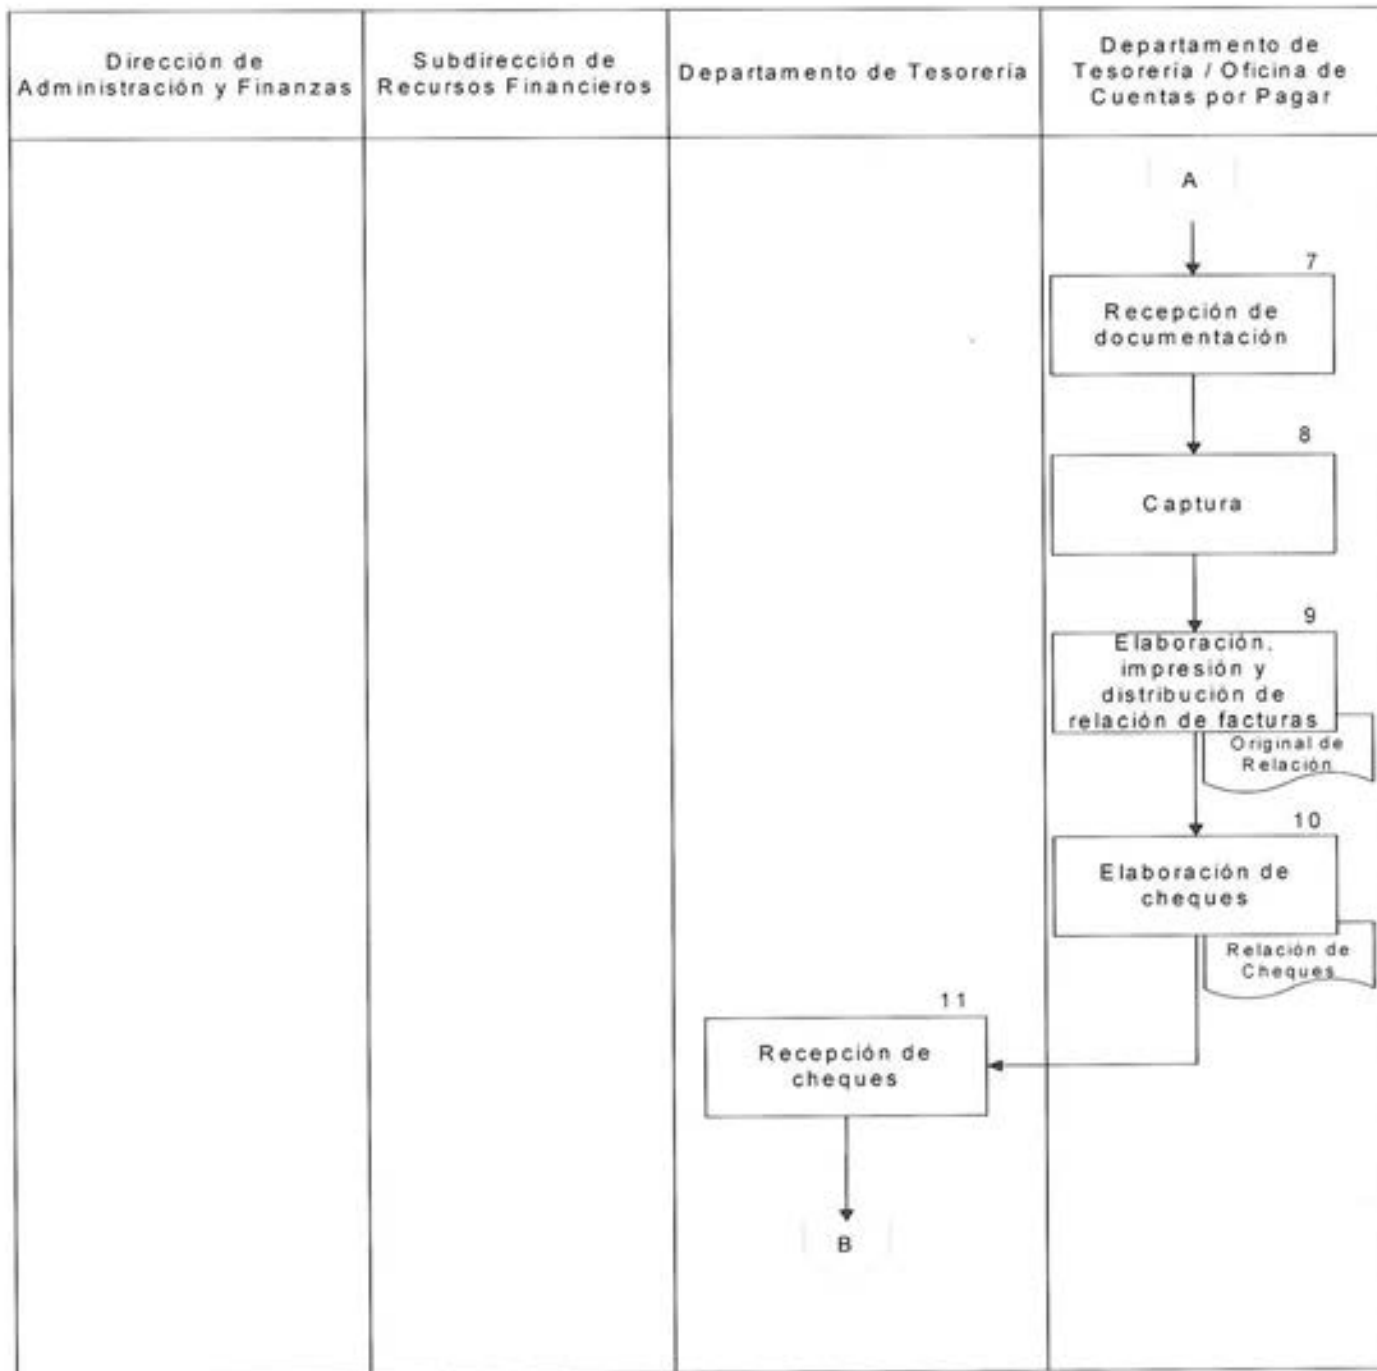 Dirección de
Administración y Finanzas
Subdirección de
Recursos Financieros
Departamento de Tesorería
Departamento de
Tesorería / Oficina de
Cuentas por Pagar
A
7
Recepción de
documentación
8
Captura
9
Elaboración,
impresión y
distribución de
relación de facturas
Original de
Relación
10
Elaboración de
cheques
Relación de
Cheques
11
Recepción de
cheques
B